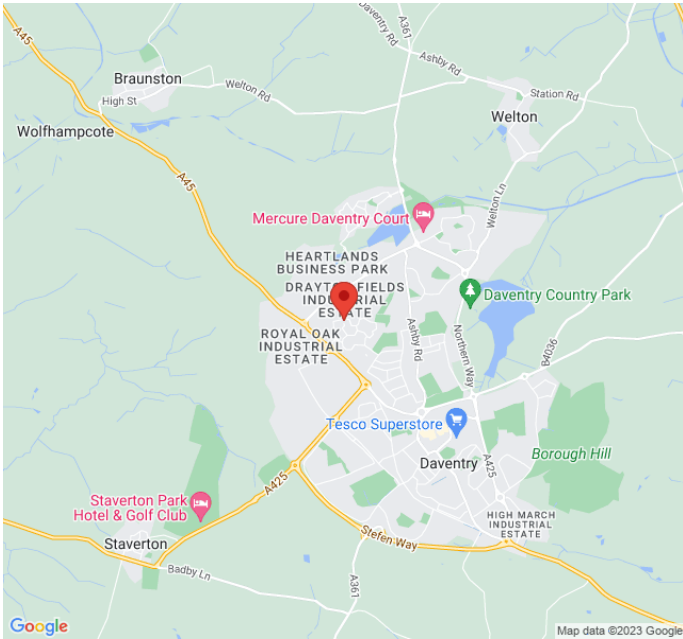 A45
Daventry Rd
A361
Ashby Rd
Braunston
Welton Rd
High St
Station Rd
Welton
Wolfhampcote
A45
Welton Ln
Mercure Daventry Court
HEARTLANDS
BUSINESS PARK
DRAYTON FIELDS
INDUSTRIAL
ESTATE
Daventry Country Park
ROYAL OAK
INDUSTRIAL
ESTATE
Ashby Rd
Northern Way
B4036
Tesco Superstore
Daventry
A425
Borough Hill
A425
Staverton Park
Hotel & Golf Club
HIGH MARCH
INDUSTRIAL
ESTATE
Staverton
Stefen Way
Badby Ln
A361
Google
Map data ©2023 Google